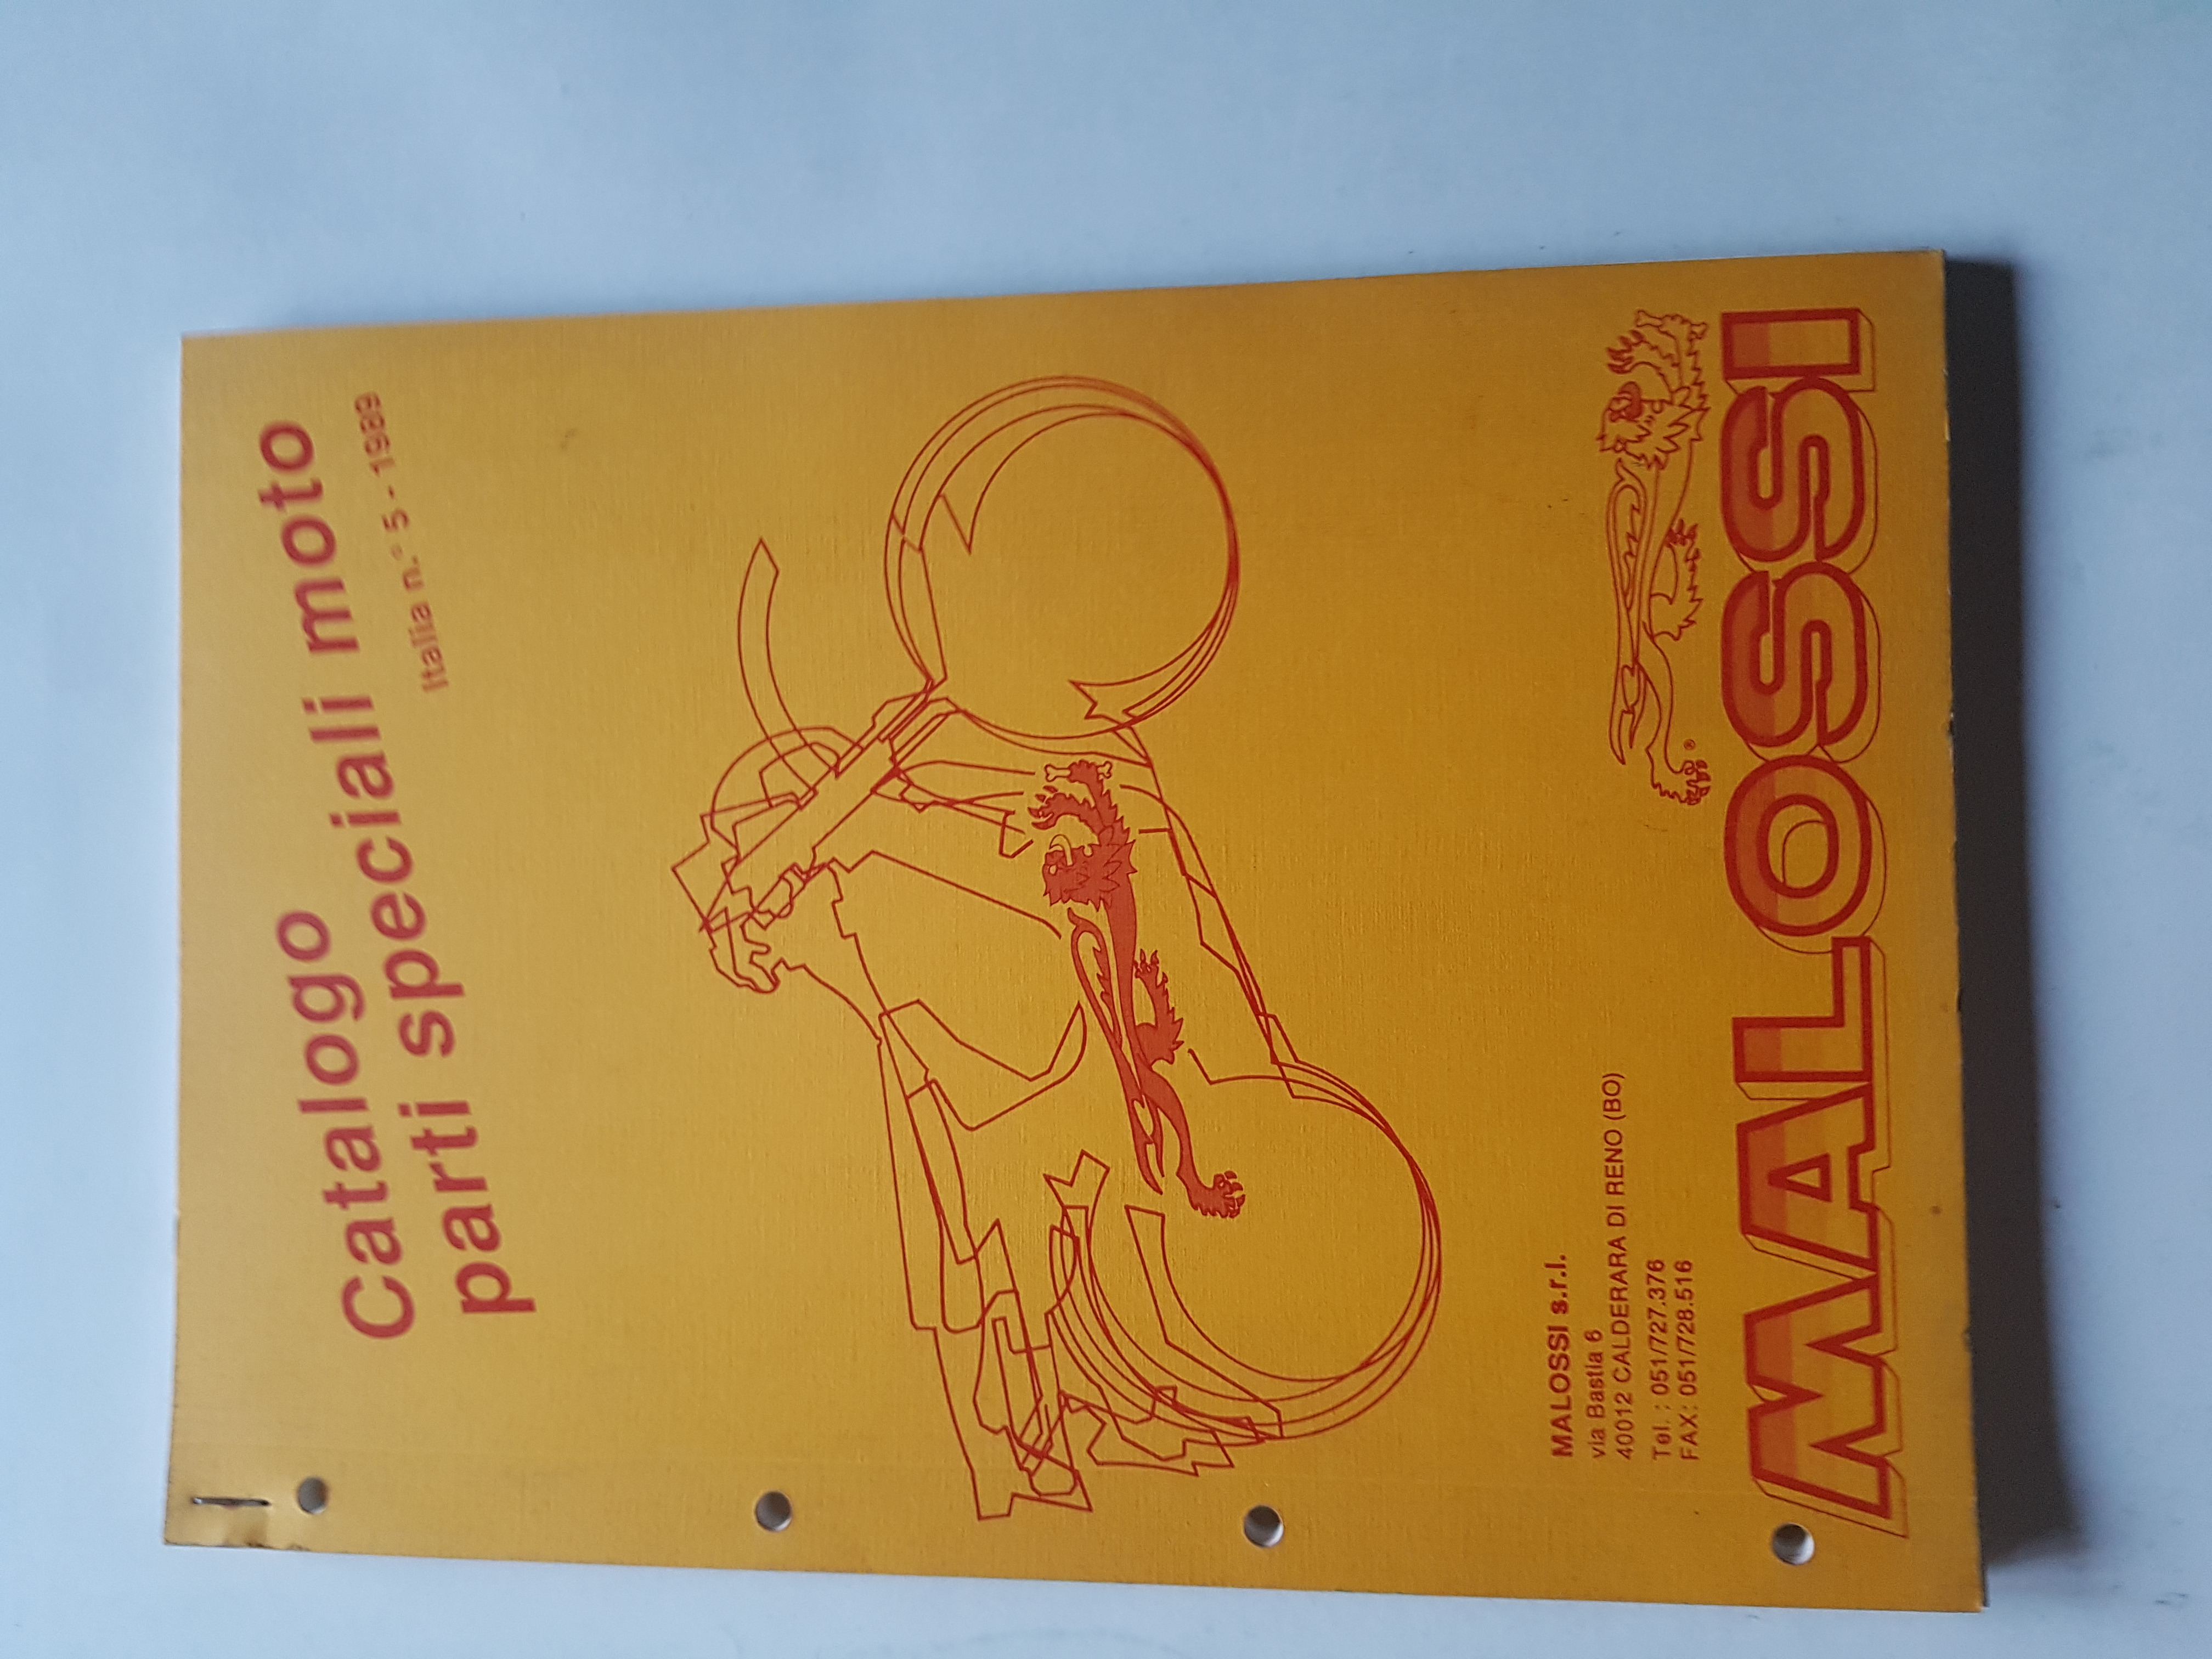 Catalogo
parti speciali moto
Italia n.° 5 - 1989
MALOSSI s.r.l.
via Bastia 6
40012 CALDERARA DI RENO (BO)
Tel.: 051/727.376
FAX: 051/728.516
®
MALOSSI